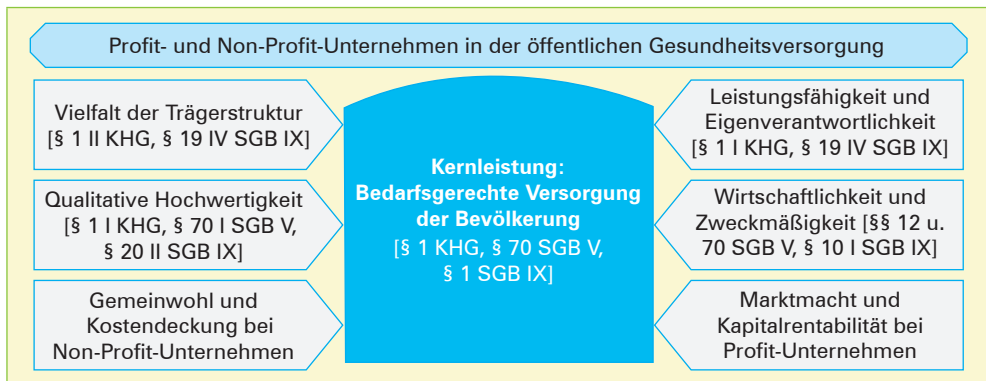 Profit- und Non-Profit-Unternehmen in der öffentlichen Gesundheitsversorgung
Vielfalt der Trägerstruktur
[§ 1 II KHG, § 19 IV SGB IX]
Qualitative Hochwertigkeit
[§ 1 I KHG, § 70 I SGB V,
§ 20 II SGB IX]
Gemeinwohl und
Kostendeckung bei
Non-Profit-Unternehmen
Kernleistung:
Bedarfsgerechte Versorgung
der Bevölkerung
[§ 1 KHG, § 70 SGB V,
§ 1 SGB IX]
Leistungsfähigkeit und
Eigenverantwortlichkeit
[§ 1 I KHG, § 19 IV SGB IX]
Wirtschaftlichkeit und
Zweckmäßigkeit [§§ 12 u.
70 SGB V, § 10 I SGB IX]
Marktmacht und
Kapitalrentabilität bei
Profit-Unternehmen